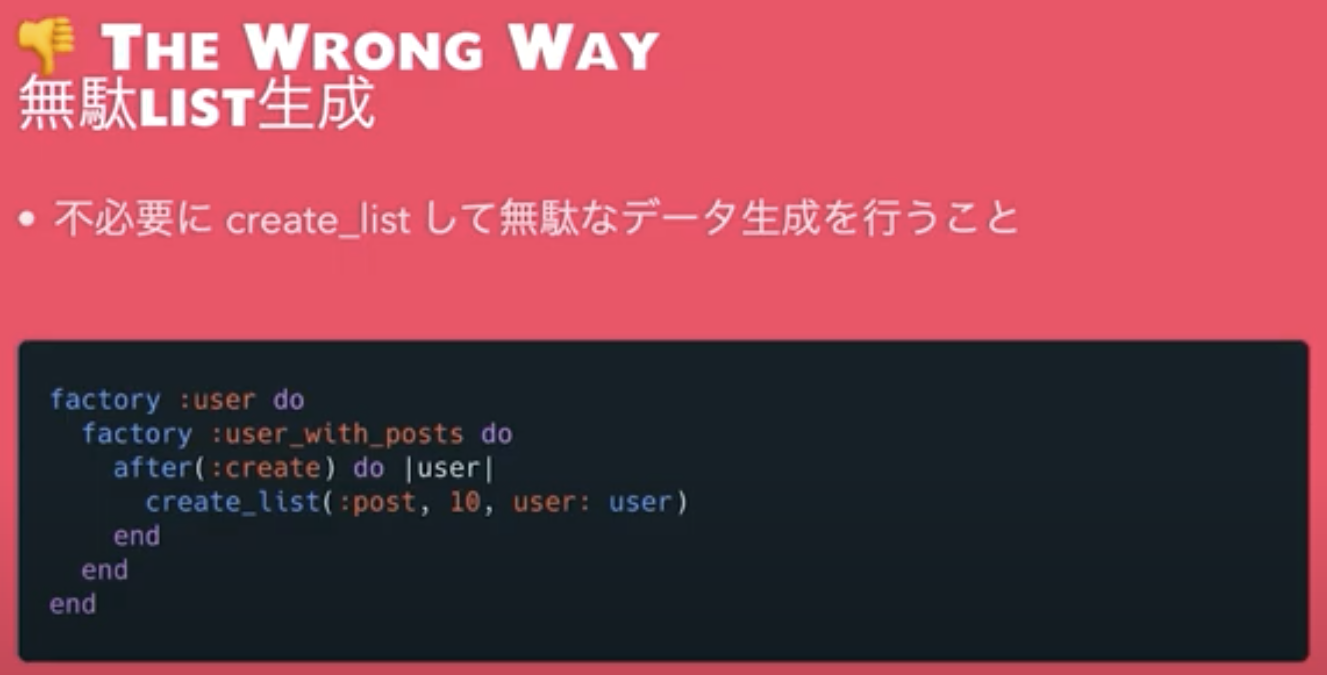 👎 THE WRONG WAY
無駄LIST生成
• 不必要に create_list して無駄なデータ生成を行うこと
factory :user do
  factory :user_with_posts do
    after(:create) do |user|
      create_list(:post, 10, user: user)
    end
  end
end